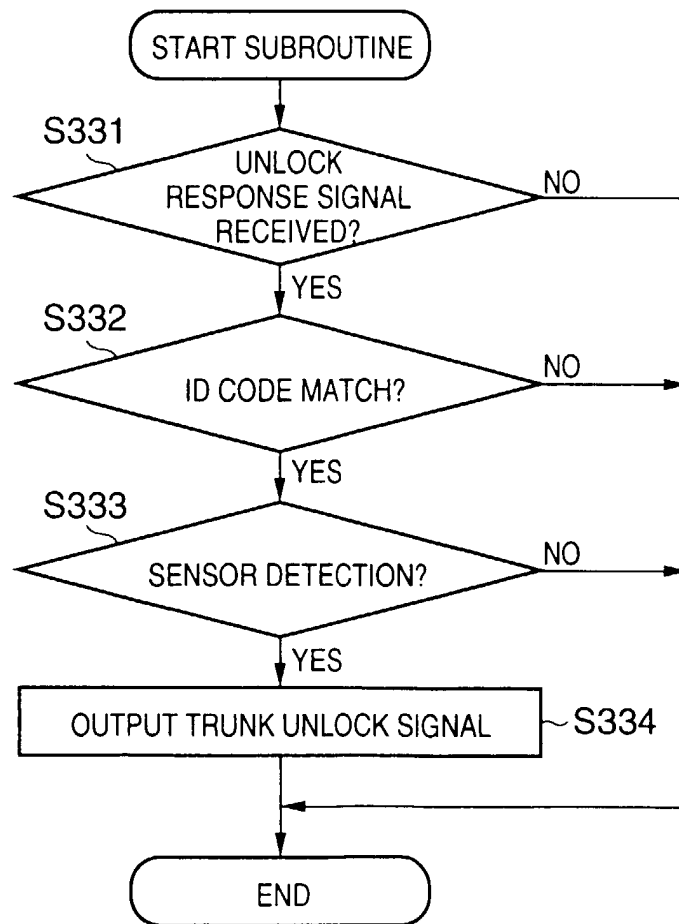 START SUBROUTINE
S331
UNLOCK
RESPONSE SIGNAL
RECEIVED?
NO
YES
S332
ID CODE MATCH?
NO
YES
S333
SENSOR DETECTION?
NO
YES
OUTPUT TRUNK UNLOCK SIGNAL
S334
END